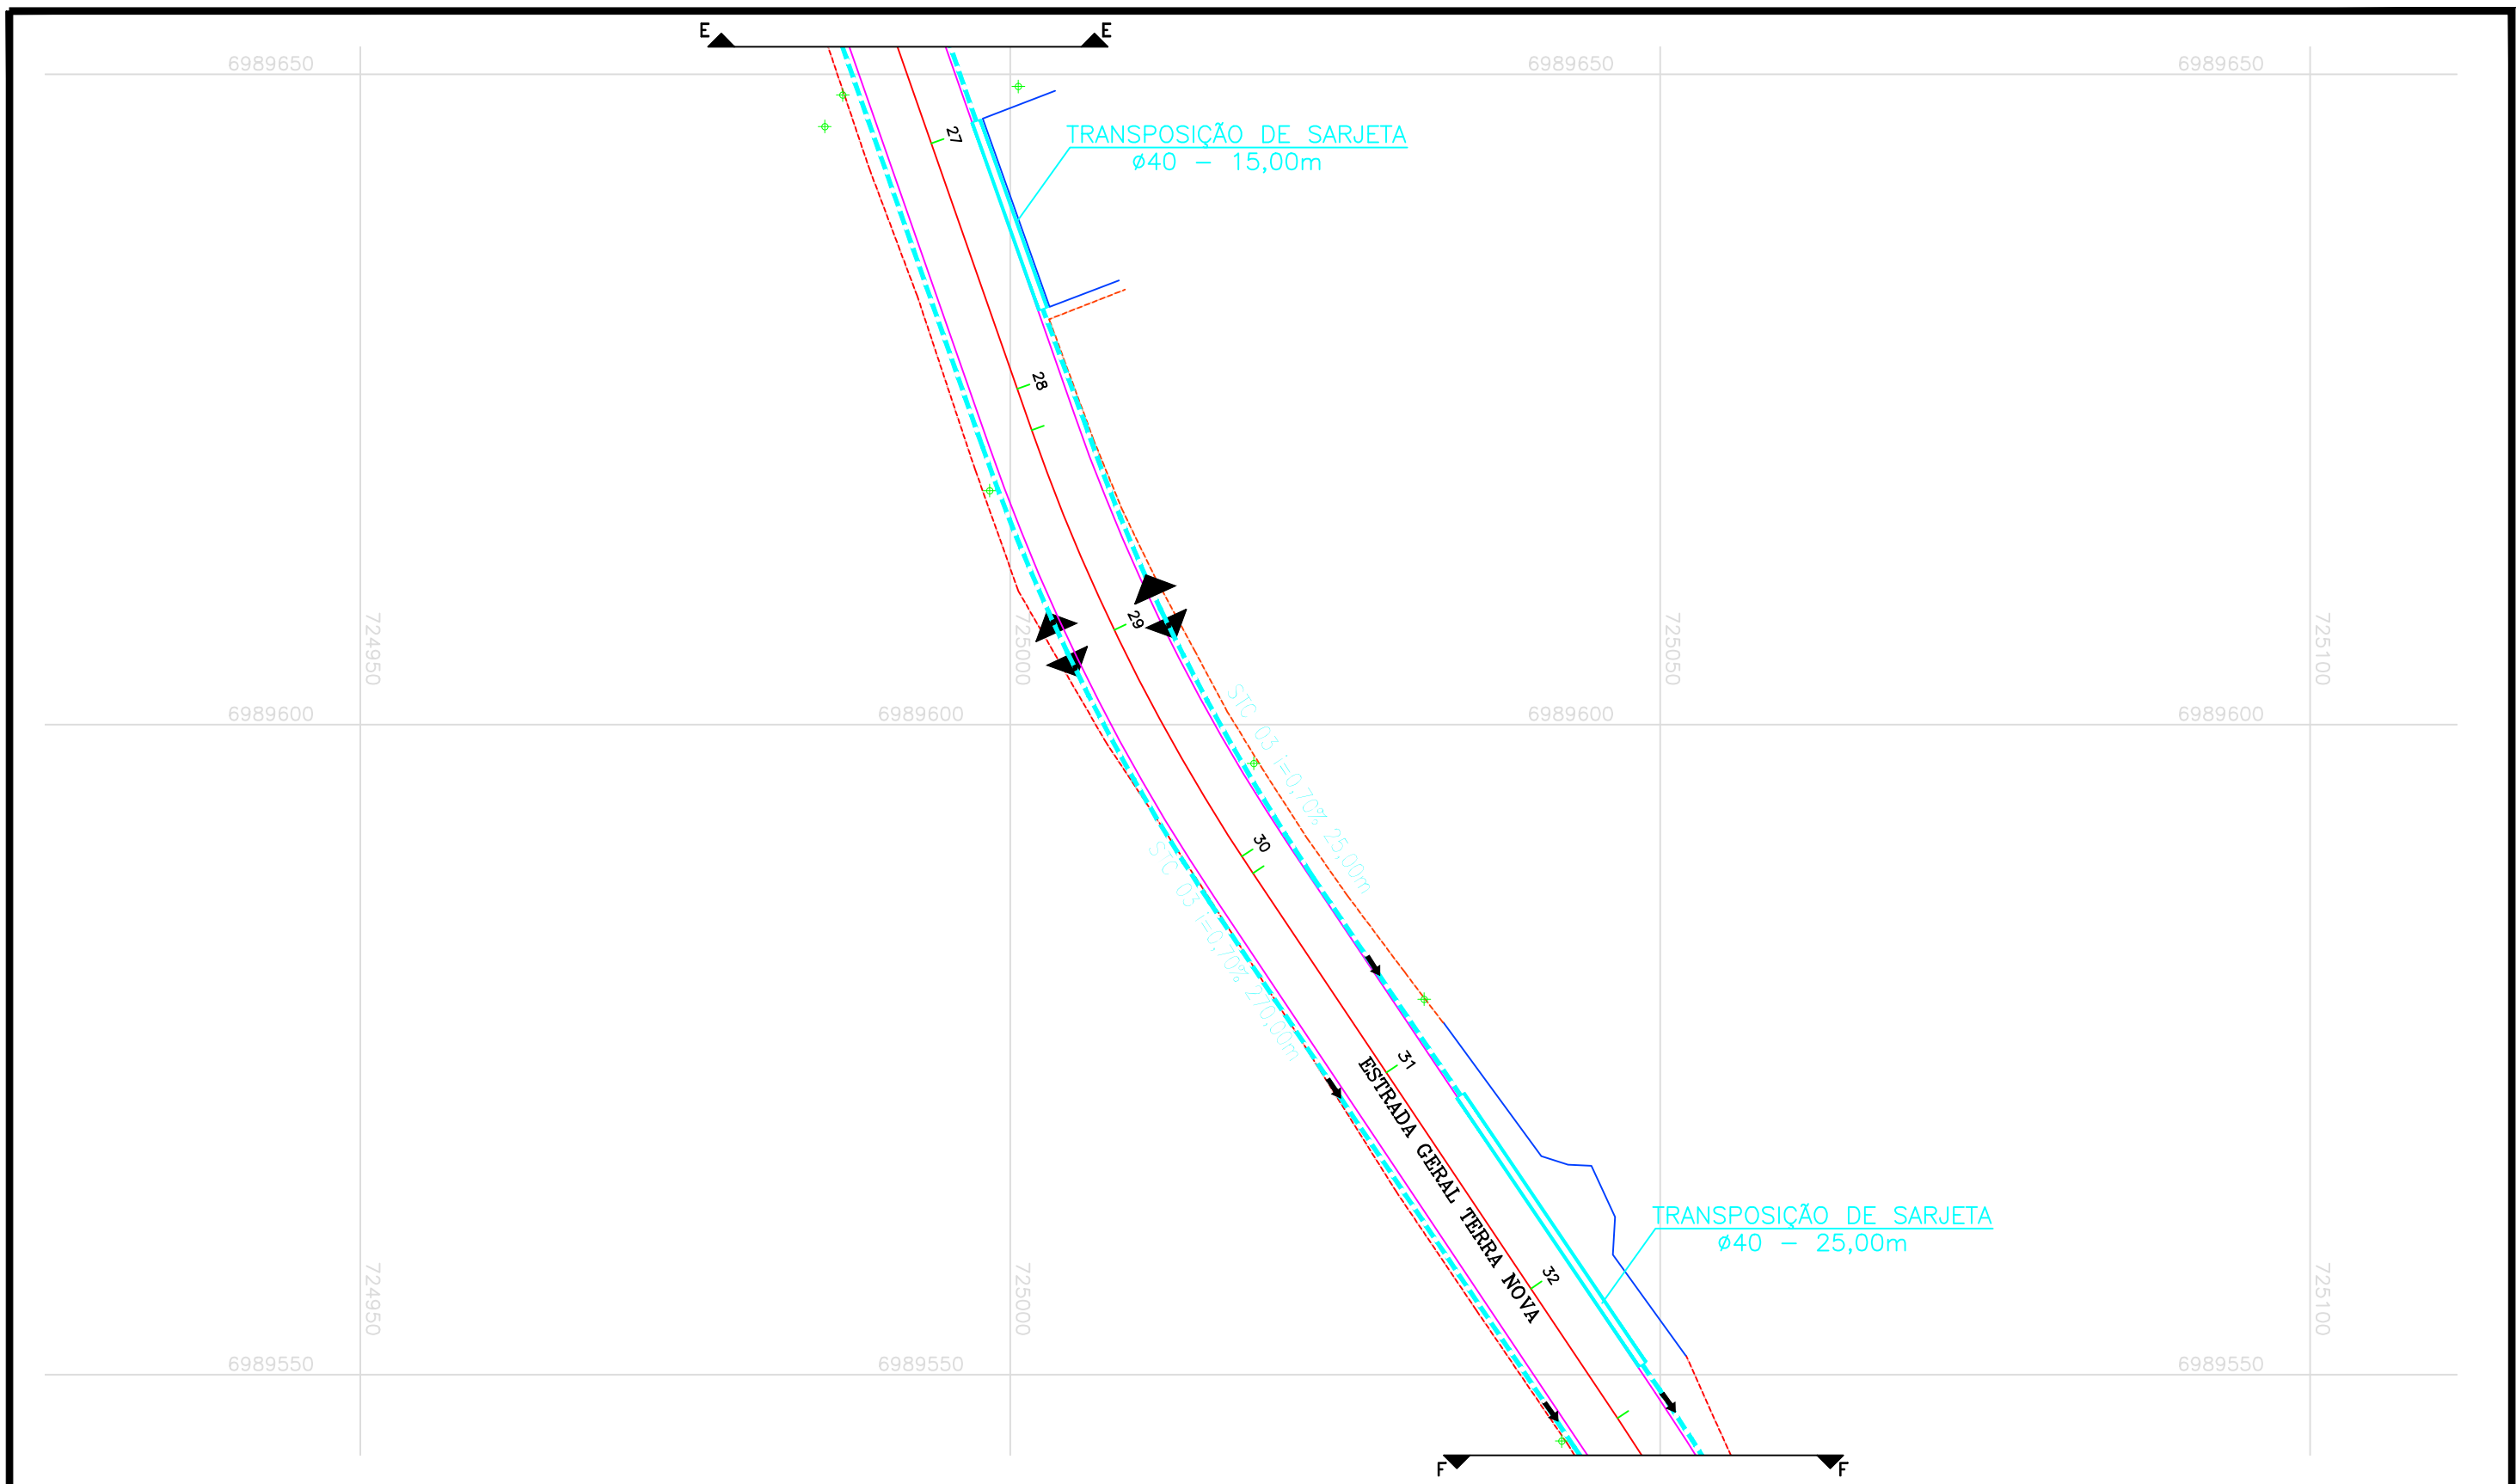 E E
6989650 6989650 6989650
TRANSPOSIÇÃO DE SARJETA
ø40 - 15,00m
27
28
29
724950 725000 725050 725100
6989600 6989600 6989600 6989600
STC 03 i=0,70% 25,00m
STC 03 i=0,70% 270,00m
30
31
ESTRADA GERAL TERRA NOVA
TRANSPOSIÇÃO DE SARJETA
ø40 - 25,00m
32
724950 725000 725100
6989550 6989550 6989550
F F